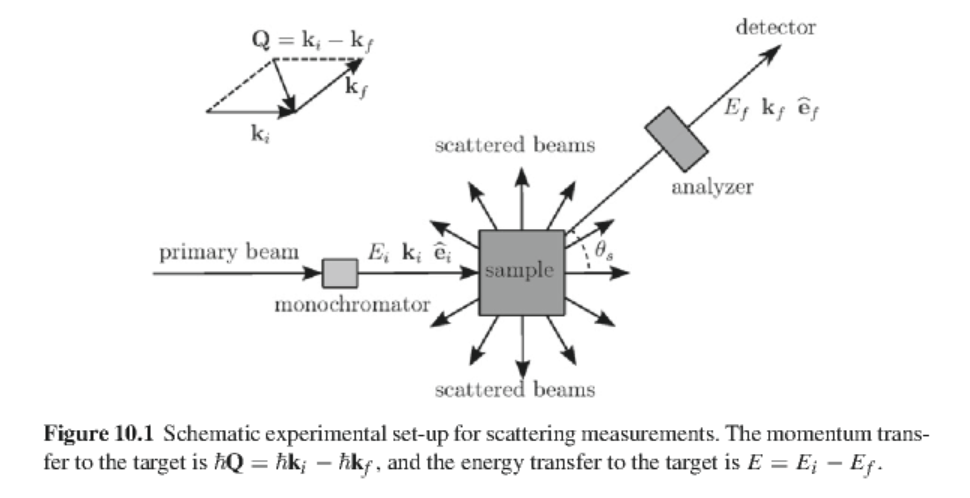 detector
Q = k_i − k_f
k_f
E_f k_f ê_f
k_i
scattered beams
analyzer
primary beam
E_i k_i ê_i
θ_s
sample
monochromator
scattered beams
Figure 10.1 Schematic experimental set-up for scattering measurements. The momentum trans-
fer to the target is ℏQ = ℏk_i − ℏk_f, and the energy transfer to the target is E = E_i − E_f.